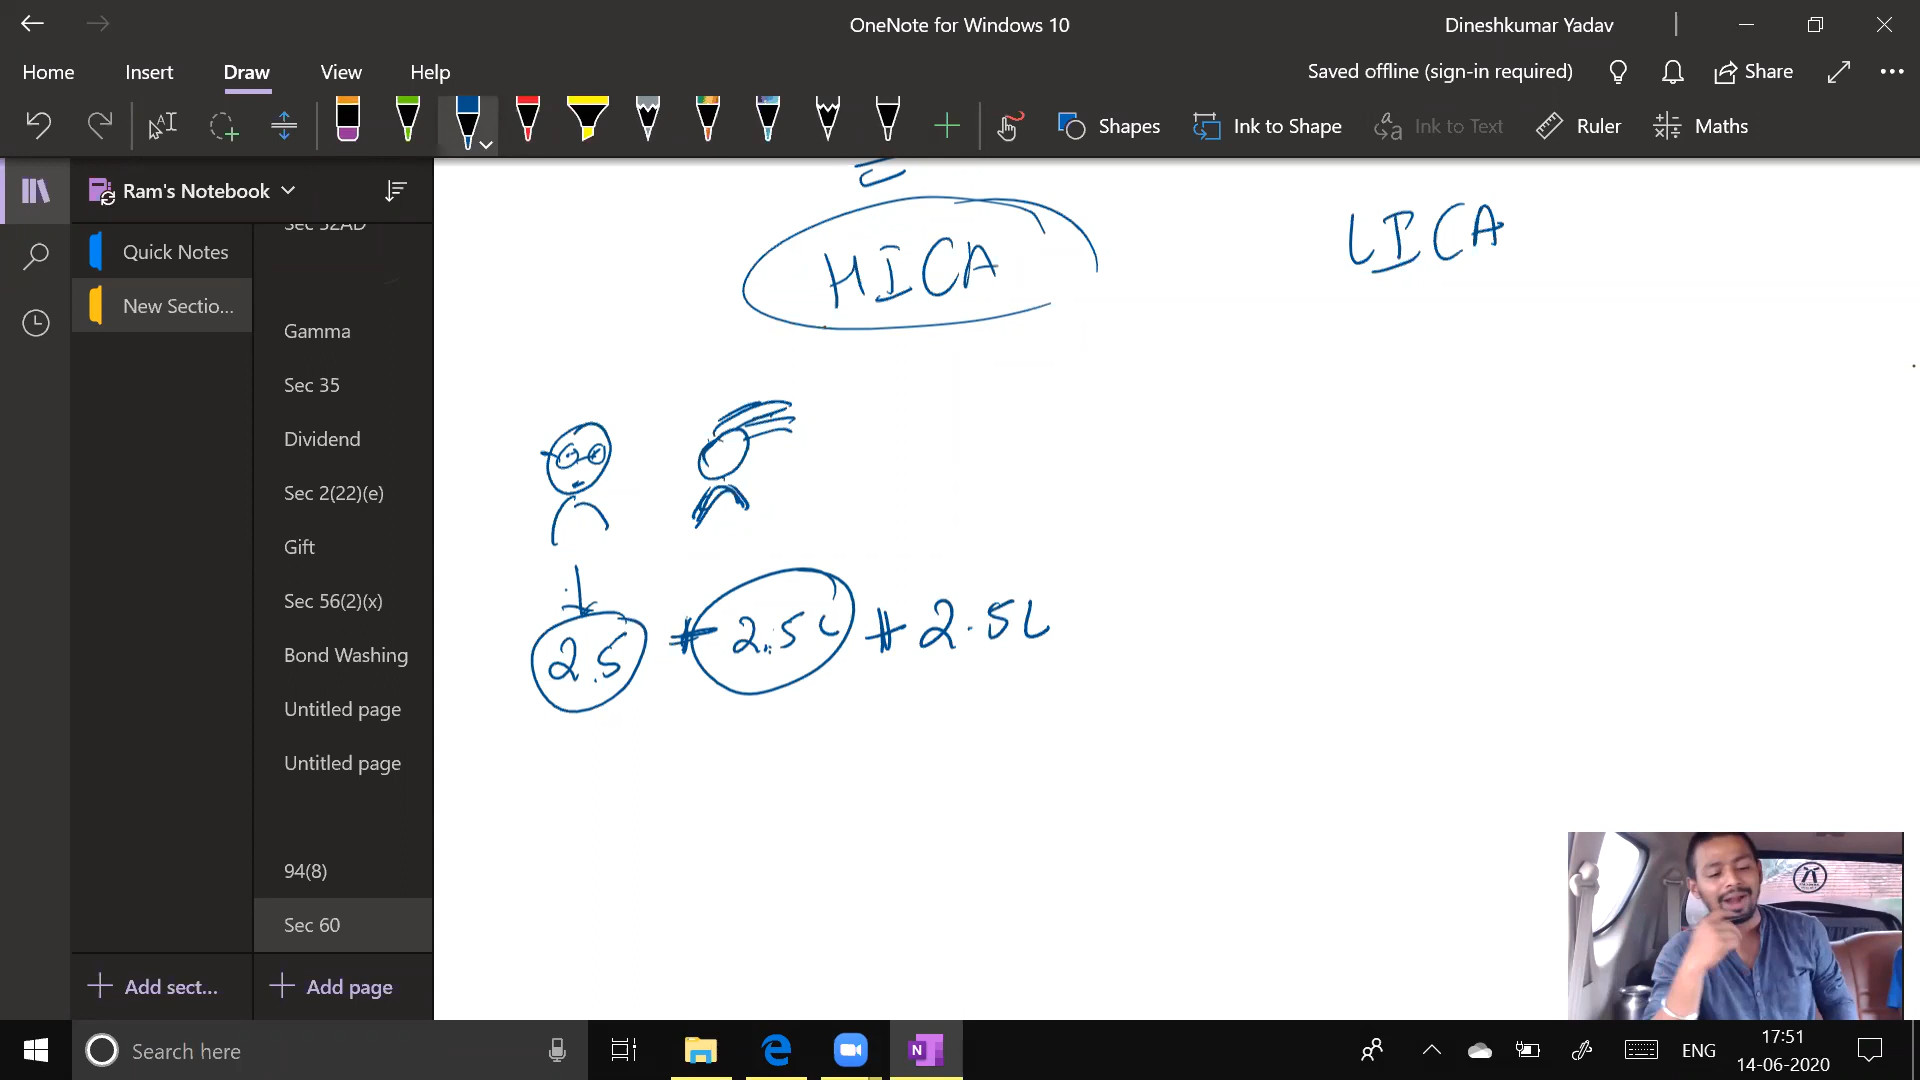 OneNote for Windows 10
Dineshkumar Yadav
Home Insert Draw View Help
Saved offline (sign-in required)
Share
Shapes
Ink to Shape
Ink to Text
Ruler
Maths
Ram's Notebook
Quick Notes
New Sectio...
Sec 32AD
Gamma
Sec 35
Dividend
Sec 2(22)(e)
Gift
Sec 56(2)(x)
Bond Washing
Untitled page
Untitled page
94(8)
Sec 60
Add sect...
Add page
HICA
LICA
2.5 + 2.5L + 2.5L
Search here
ENG
17:51
14-06-2020